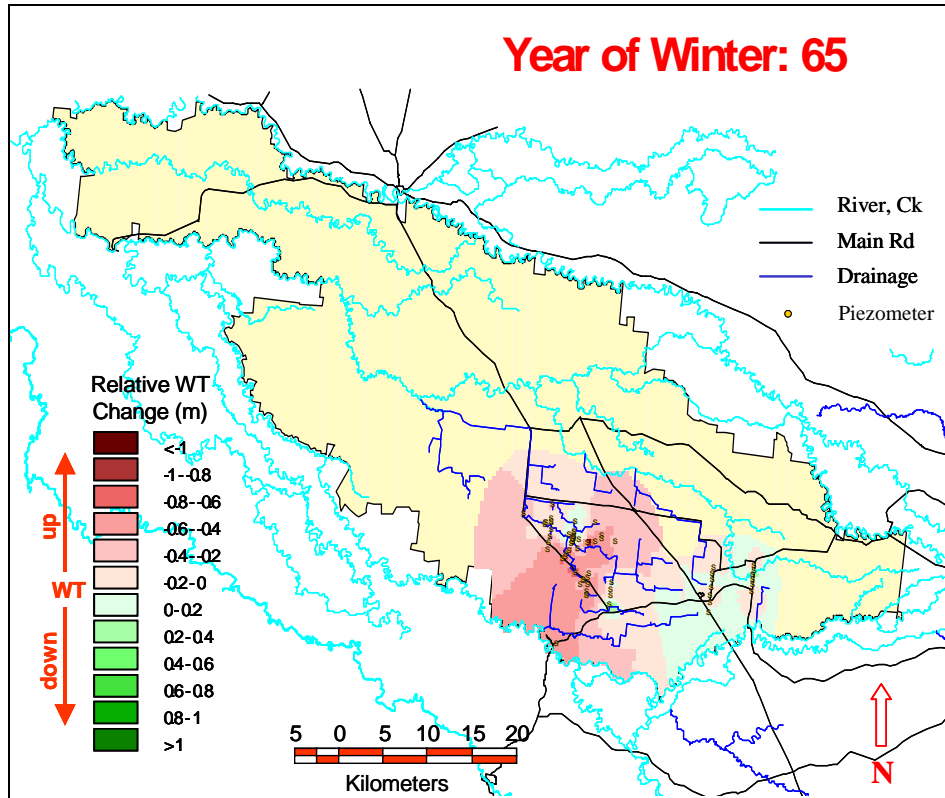 Year of Winter: 65
River, Ck
Main Rd
Drainage
Piezometer
Relative WT
Change (m)
<-1
-1--0.8
-0.8--0.6
-0.6--0.4
-0.4--0.2
-0.2-0
0-0.2
0.2-0.4
0.4-0.6
0.6-0.8
0.8-1
>1
up
WT
down
5 0 5 10 15 20
Kilometers
N